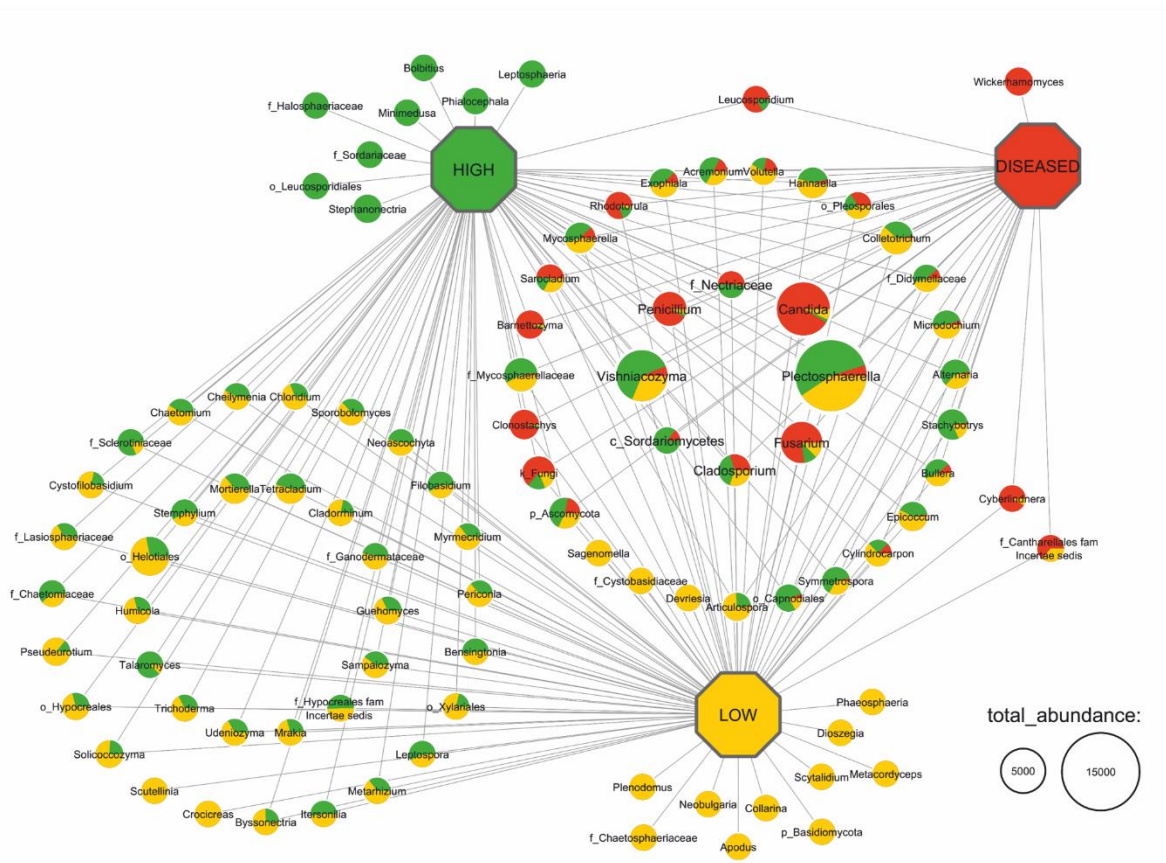 Bolbitius
Leptosphaeria
Wickerhamomyces
f_Halosphaeriaceae
Phialocephala
Leucosporidium
Minimedusa
HIGH
DISEASED
f_Sordariaceae
Acremonium
Volutella
Exophiala
Hannaella
o_Leucosporidiales
Rhodotorula
o_Pleosporales
Stephanonectria
Mycosphaerella
Colletotrichum
Sarocladium
f_Nectriaceae
f_Didymellaceae
Penicillium
Candida
Barnettozyma
Microdochium
f_Mycosphaerellaceae
Vishniacozyma
Plectosphaerella
Alternaria
Cheilymenia
Chloridium
Chaetomium
Sporobolomyces
Clonostachys
Stachybotrys
f_Sclerotiniaceae
Neoascochyta
c_Sordariomycetes
Fusarium
k_Fungi
Cladosporium
Bullera
Cystofilobasidium
Mortierella
Tetracladium
Filobasidium
Cyberlindnera
Stemphylium
Cladorrhinum
p_Ascomycota
Epicoccum
f_Lasiosphaeriaceae
Myrmecridium
o_Helotiales
f_Ganodermataceae
Sagenomella
Cylindrocarpon
f_Cantharellales fam
Incertae sedis
f_Chaetomiaceae
Periconia
f_Cystobasidiaceae
Symmetrospora
Humicola
Guehomyces
Devriesia
Articulospora
o_Capnodiales
Pseudeurotium
Talaromyces
Sampaiozyma
Bensingtonia
o_Hypocreales
Trichoderma
f_Hypocreales fam
Incertae sedis
o_Xylariales
LOW
Phaeosphaeria
Udeniozyma
Mrakia
Dioszegia
total_abundance:
Solicoccozyma
Leptospora
5000
15000
Scutellinia
Metarhizium
Plenodomus
Scytalidium
Metacordyceps
Crocicreas
Byssonectria
Itersonilia
Neobulgaria
Collarina
f_Chaetosphaeriaceae
Apodus
p_Basidiomycota